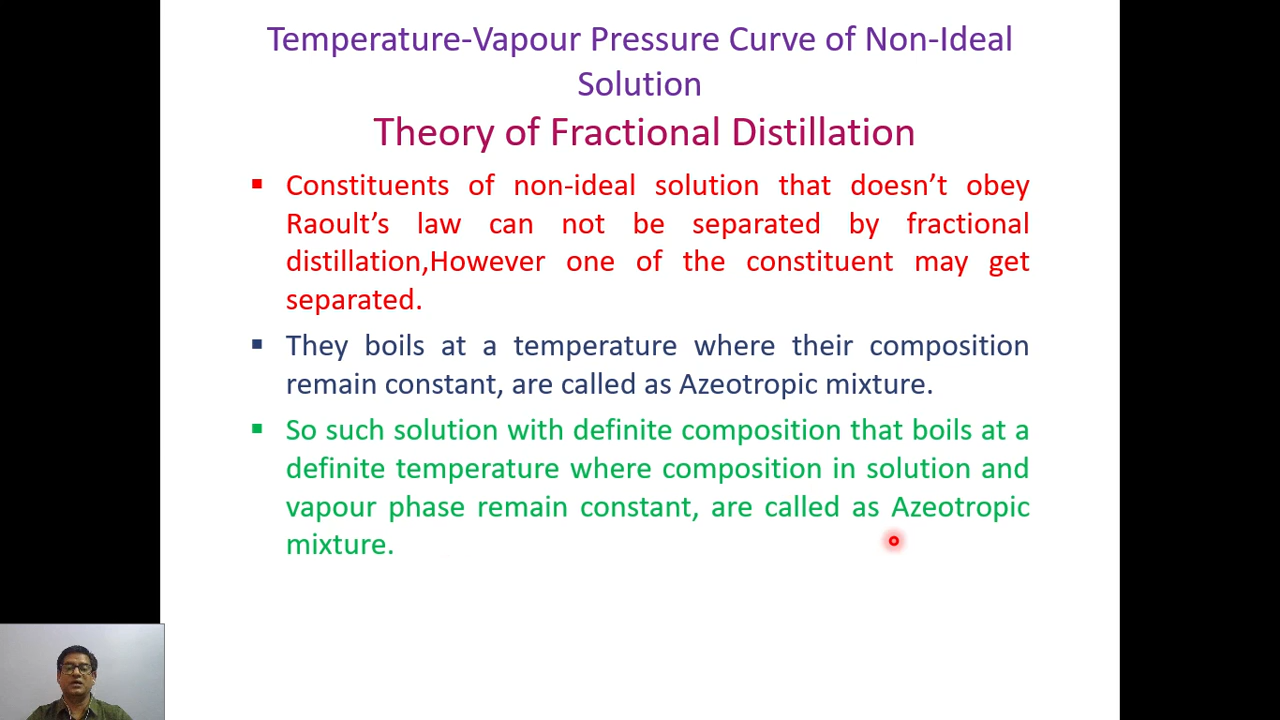 Temperature-Vapour Pressure Curve of Non-Ideal
Solution
Theory of Fractional Distillation
▪ Constituents of non-ideal solution that doesn’t obey
Raoult’s law can not be separated by fractional
distillation,However one of the constituent may get
separated.
▪ They boils at a temperature where their composition
remain constant, are called as Azeotropic mixture.
▪ So such solution with definite composition that boils at a
definite temperature where composition in solution and
vapour phase remain constant, are called as Azeotropic
mixture.